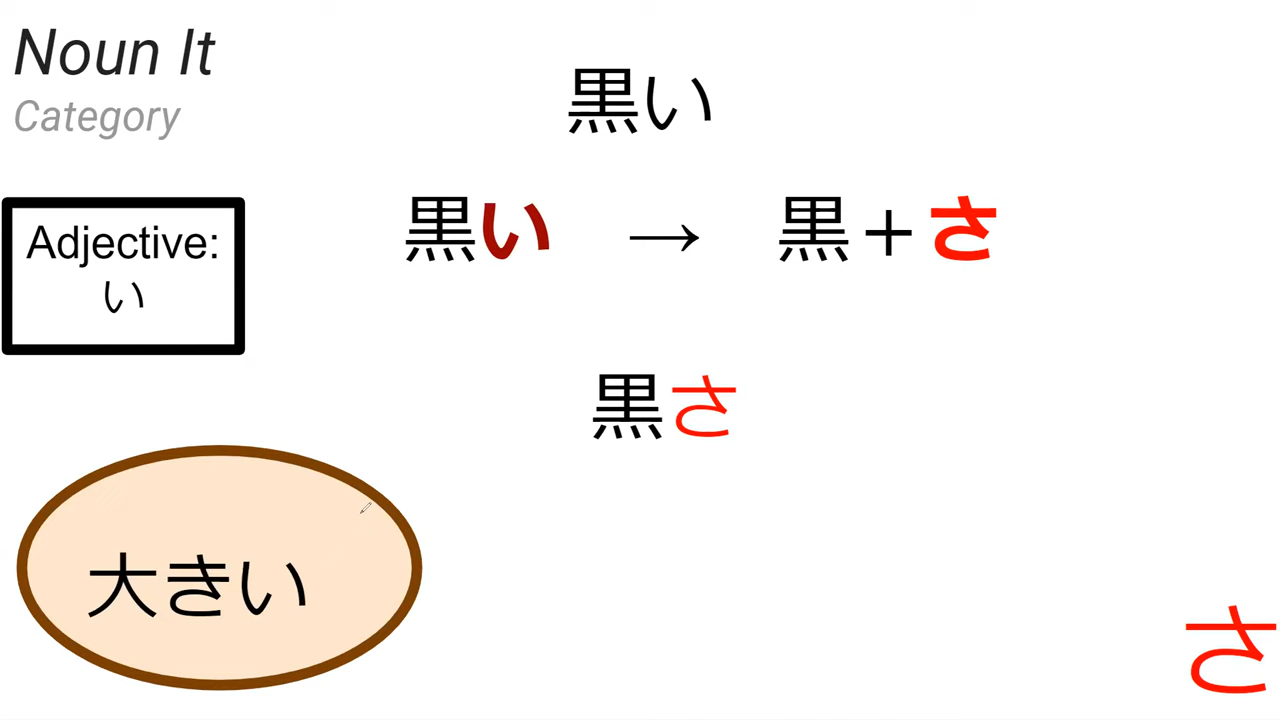 Noun It
Category
黒い
Adjective:
い
黒い → 黒+さ
黒さ
大きい
さ